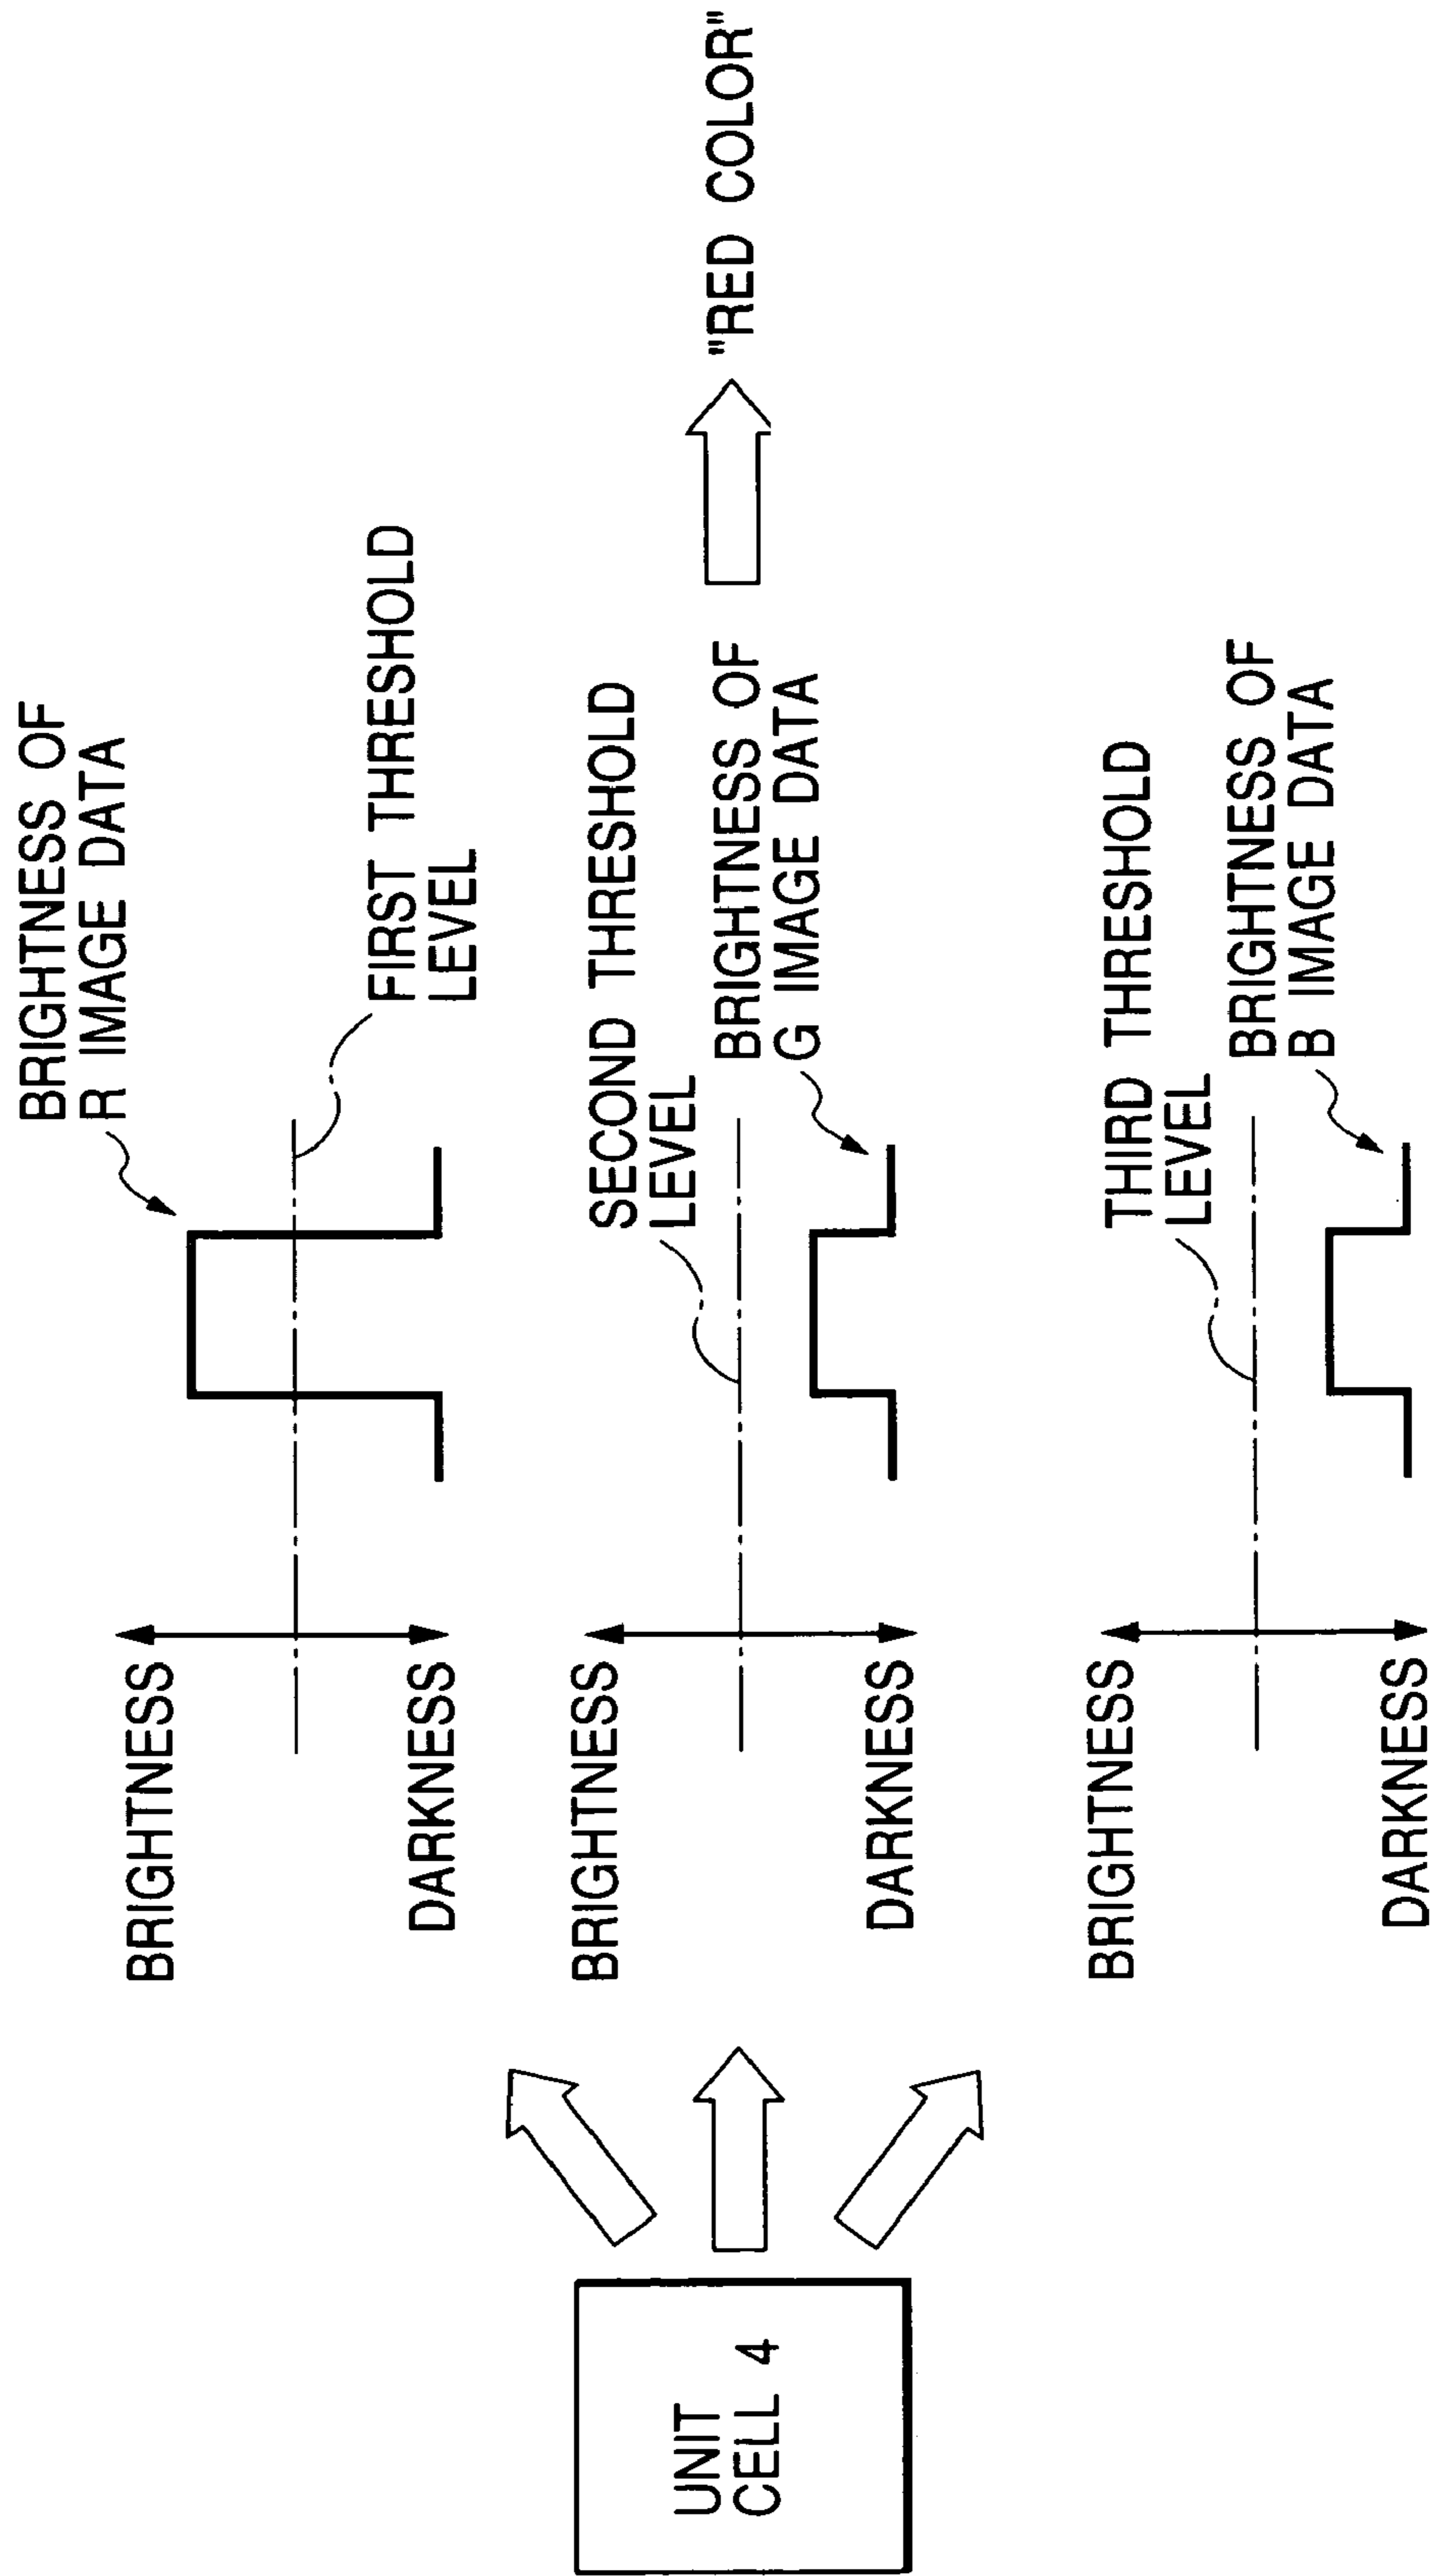 UNIT
CELL 4
BRIGHTNESS
DARKNESS
BRIGHTNESS OF
R IMAGE DATA
FIRST THRESHOLD
LEVEL
BRIGHTNESS
DARKNESS
SECOND THRESHOLD
LEVEL
BRIGHTNESS OF
G IMAGE DATA
"RED COLOR"
BRIGHTNESS
DARKNESS
THIRD THRESHOLD
LEVEL
BRIGHTNESS OF
B IMAGE DATA